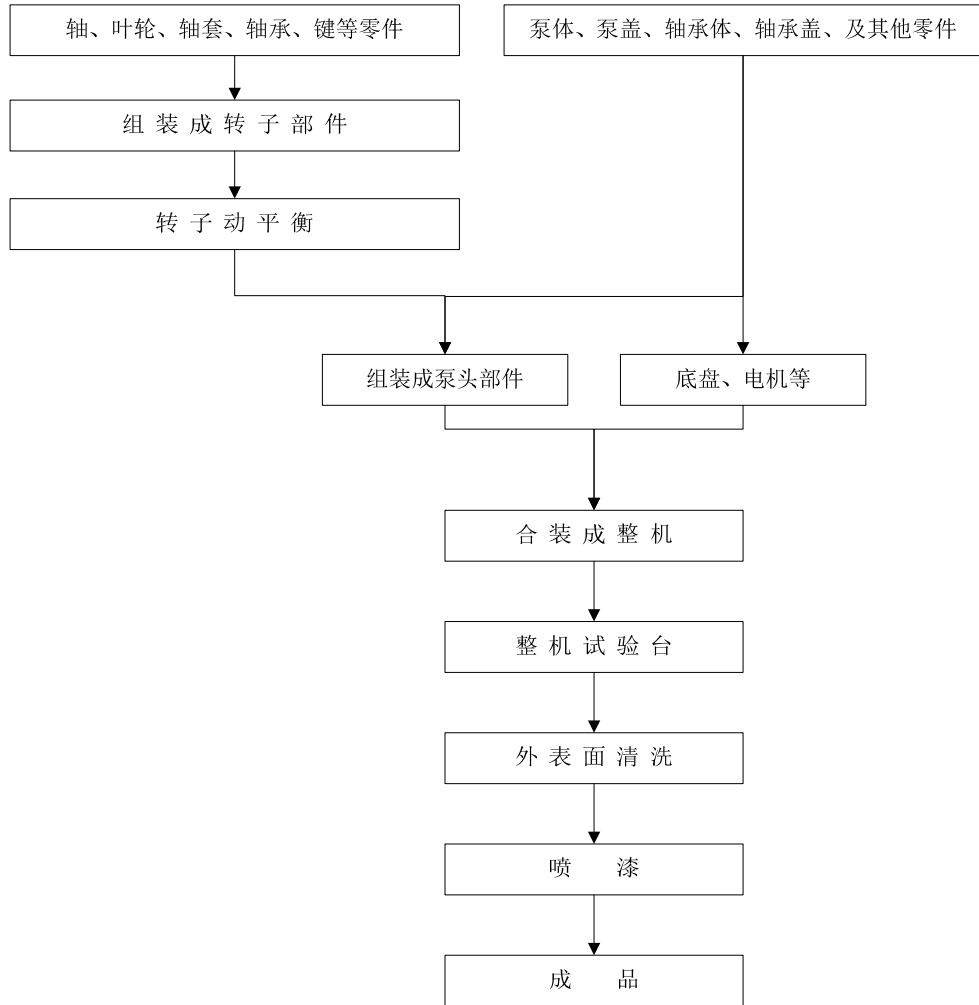 轴、叶轮、轴套、轴承、键等零件
泵体、泵盖、轴承体、轴承盖、及其他零件
组装成转子部件
转子动平衡
组装成泵头部件
底盘、电机等
合装成整机
整机试验台
外表面清洗
喷漆
成品